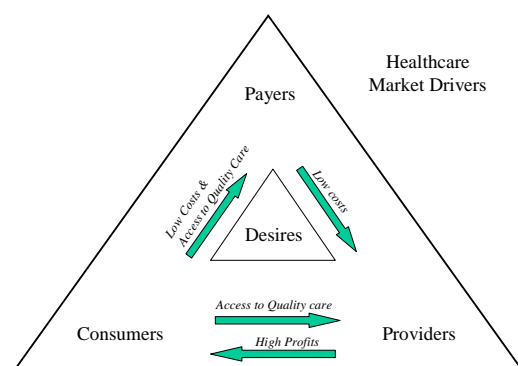 Healthcare
Market Drivers
Payers
Low Costs &
Access to Quality Care
Low costs
Desires
Access to Quality care
Consumers
Providers
High Profits